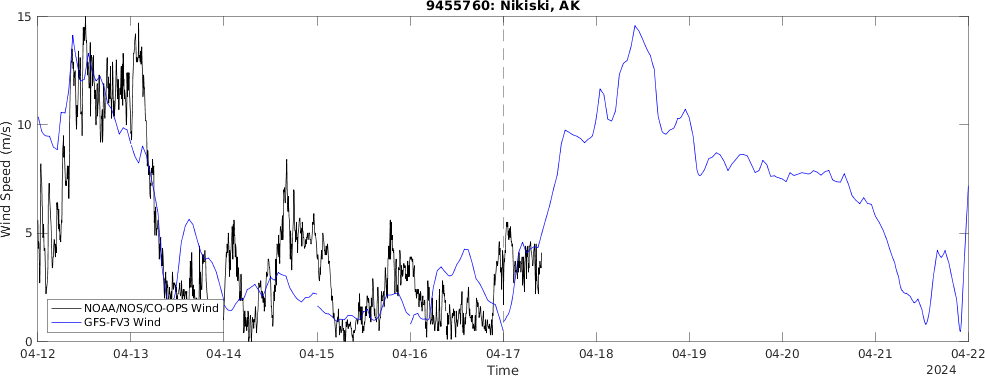 9455760: Nikiski, AK
15
10
5
0
Wind Speed (m/s)
NOAA/NOS/CO-OPS Wind
GFS-FV3 Wind
04-12 04-13 04-14 04-15 04-16 04-17 04-18 04-19 04-20 04-21 04-22
Time
2024